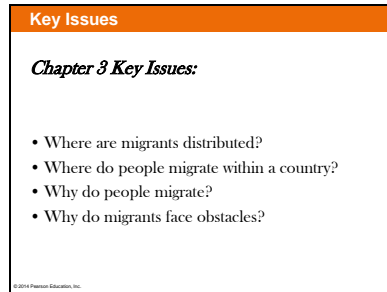 Key Issues
Chapter 3 Key Issues:
• Where are migrants distributed?
• Where do people migrate within a country?
• Why do people migrate?
• Why do migrants face obstacles?
© 2014 Pearson Education, Inc.